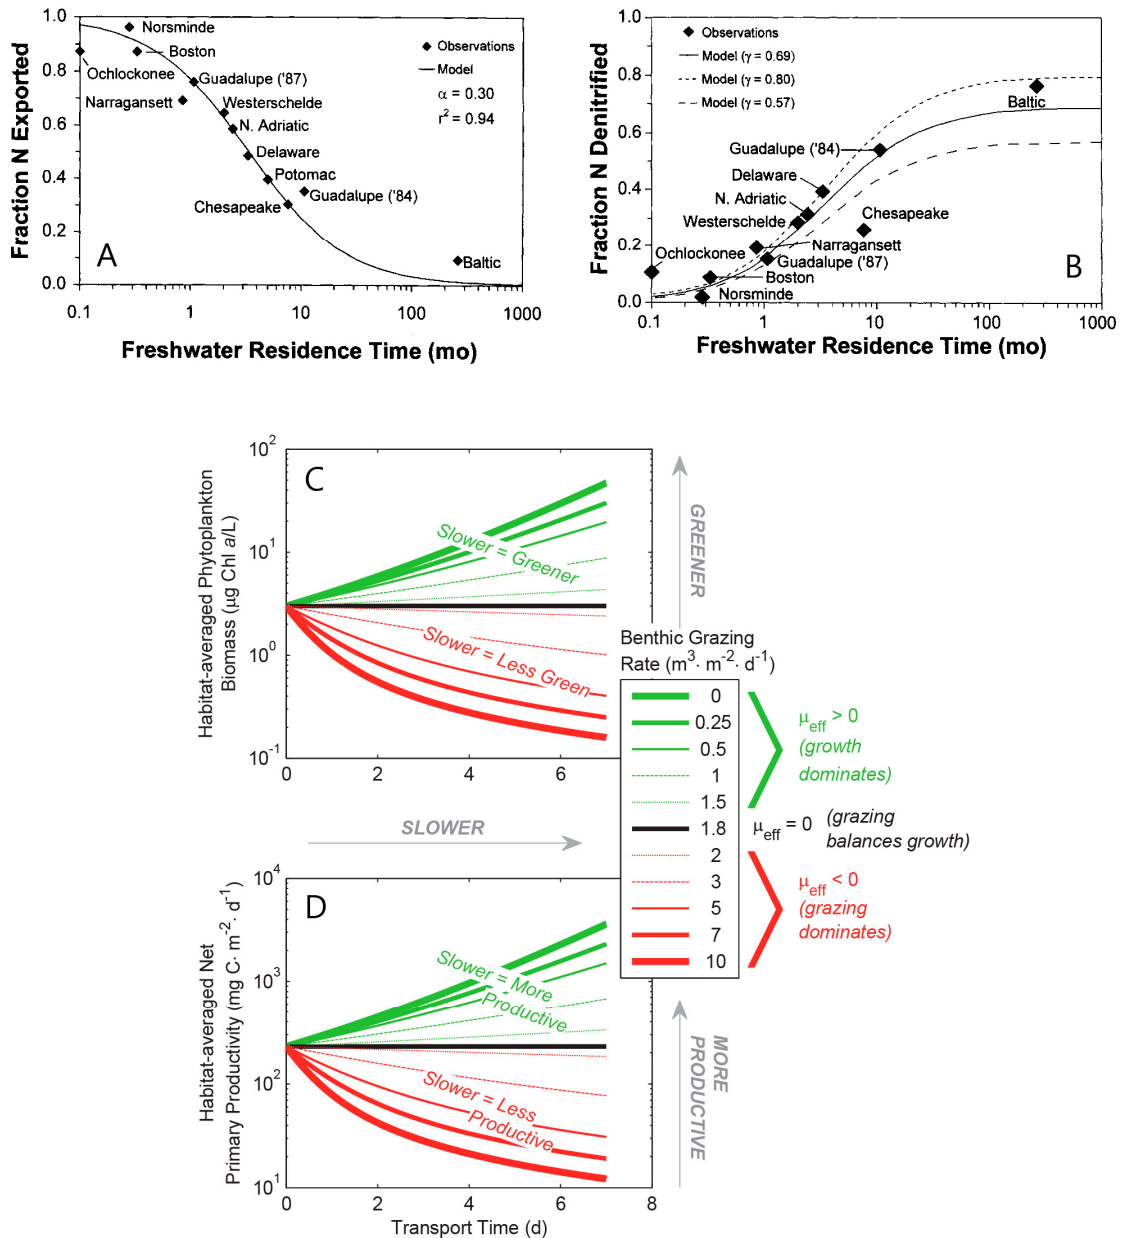 Fraction N Exported
1.0
0.8
0.6
0.4
0.2
0.0
Norsminde
Boston
Ochlockonee
Guadalupe ('87)
Narragansett
Westerschelde
N. Adriatic
Delaware
Potomac
Guadalupe ('84)
Chesapeake
Baltic
Observations
Model
α = 0.30
r² = 0.94
A
0.1 1 10 100 1000
Freshwater Residence Time (mo)
Fraction N Denitrified
1.0
0.8
0.6
0.4
0.2
0.0
Observations
Model (γ = 0.69)
Model (γ = 0.80)
Model (γ = 0.57)
Baltic
Guadalupe ('84)
Delaware
N. Adriatic
Westerschelde
Chesapeake
Ochlockonee
Narragansett
Guadalupe ('87)
Boston
Norsminde
B
0.1 1 10 100 1000
Freshwater Residence Time (mo)
Habitat-averaged Phytoplankton
Biomass (μg Chl a/L)
10²
10¹
10⁰
10⁻¹
C
Slower = Greener
Slower = Less Green
0 2 4 6
GREENER
SLOWER
Benthic Grazing
Rate (m³· m⁻²· d⁻¹)
0
0.25
0.5
1
1.5
1.8
2
3
5
7
10
μeff > 0
(growth
dominates)
μeff = 0 (grazing
balances growth)
μeff < 0
(grazing
dominates)
Habitat-averaged Net
Primary Productivity (mg C· m⁻²· d⁻¹)
10⁴
10³
10²
10¹
D
Slower = More
Productive
Slower = Less
Productive
0 2 4 6 8
Transport Time (d)
MORE
PRODUCTIVE